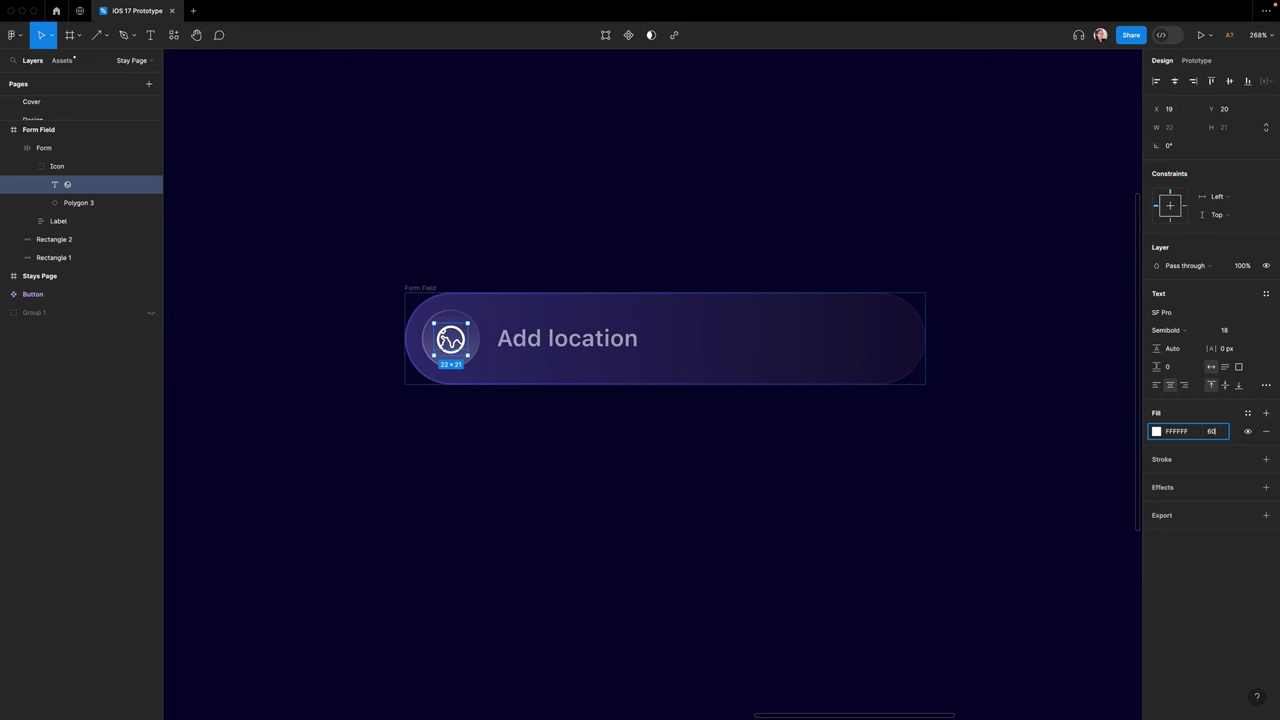 iOS 17 Prototype
Share
A?
268%
Layers
Assets
Stay Page
Design
Prototype
Pages
Cover
X 19
Y 20
W 22
H 21
0°
Form Field
Form
Icon
T
Polygon 3
Label
Rectangle 2
Rectangle 1
Stays Page
Button
Group 1
Form Field
Add location
22 × 21
Constraints
Left
Top
Layer
Pass through
100%
Text
SF Pro
Semibold
18
Auto
|A| 0 px
0
Fill
FFFFFF
60
Stroke
Effects
Export
?